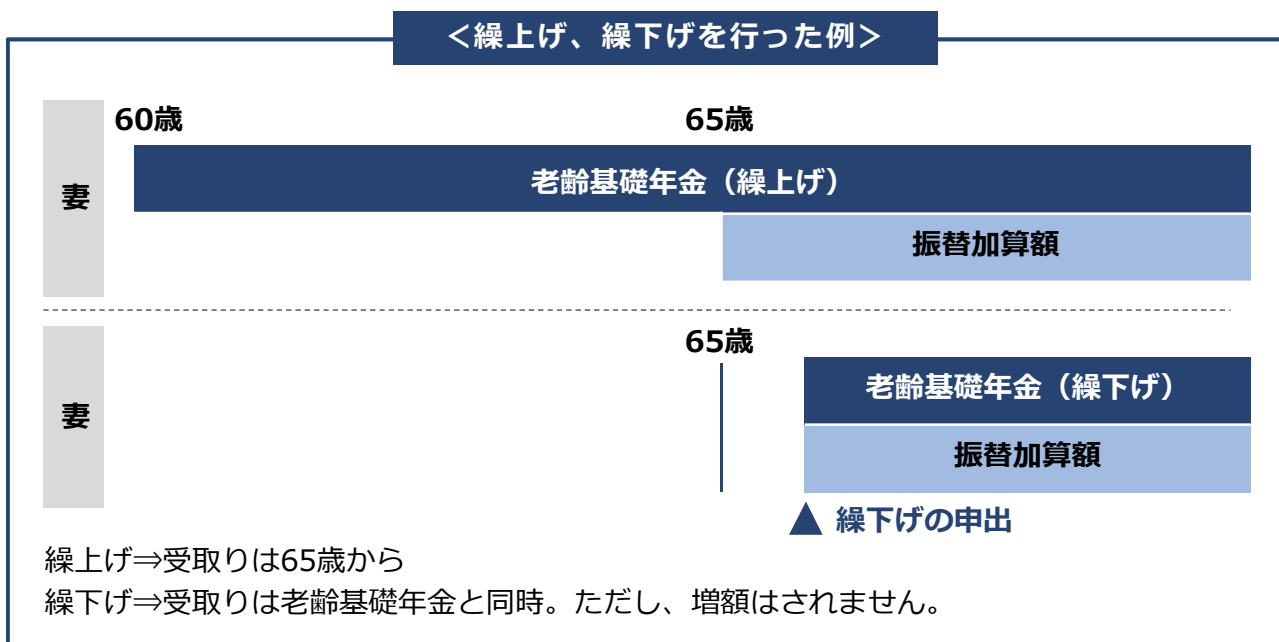 ＜繰上げ、繰下げを行った例＞
60歳
65歳
妻
老齢基礎年金（繰上げ）
振替加算額
65歳
妻
老齢基礎年金（繰下げ）
振替加算額
▲ 繰下げの申出
繰上げ⇒受取りは65歳から
繰下げ⇒受取りは老齢基礎年金と同時。ただし、増額はされません。